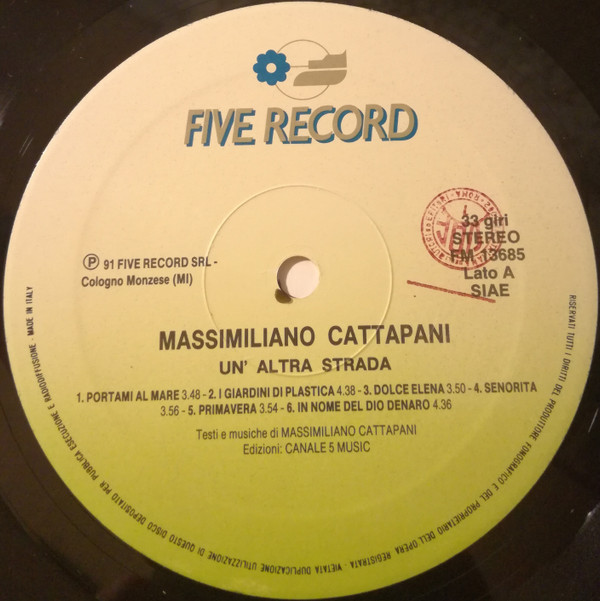 FIVE RECORD
33 giri
STEREO
FM 13685
Lato A
SIAE
Ⓟ 91 FIVE RECORD SRL -
Cologno Monzese (MI)
MASSIMILIANO CATTAPANI
UN' ALTRA STRADA
1. PORTAMI AL MARE 3.48 - 2. I GIARDINI DI PLASTICA 4.38 - 3. DOLCE ELENA 3.50 - 4. SENORITA
3.56 - 5. PRIMAVERA 3.54 - 6. IN NOME DEL DIO DENARO 4.36
Testi e musiche di MASSIMILIANO CATTAPANI
Edizioni: CANALE 5 MUSIC
RISERVATI TUTTI I DIRITTI DEL PRODUTTORE FONOGRAFICO E DEL PROPRIETARIO DELL'OPERA REGISTRATA - VIETATA DUPLICAZIONE UTILIZZAZIONE DI QUESTO DISCO DEPOSITATO PER PUBBLICA ESECUZIONE E RADIODIFFUSIONE - MADE IN ITALY